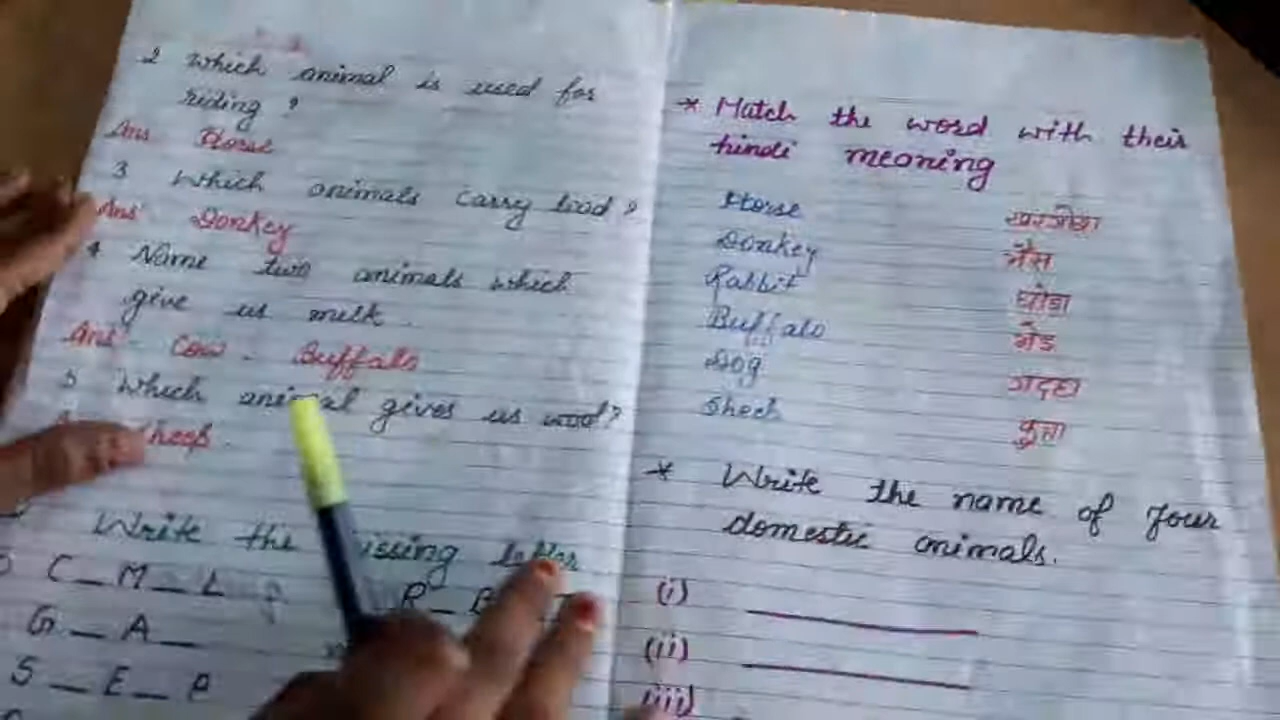 2 Which animal is used for
riding ?
Ans Horse
3 Which animals carry load ?
Ans Donkey
4 Name two animals which
give us milk.
Ans Cow - Buffalo
5 Which animal gives us wool?
Sheep.
Write the missing letter
C _ M _ L
R _ B
G _ A _
S _ E _ P
* Match the word with their
hindi meaning
Horse खरगोश
Donkey भैंस
Rabbit घोडा
Buffalo भेड
Dog गदहा
Sheep कुत्ता
* Write the name of four
domestic animals.
(i)
(ii)
(iii)